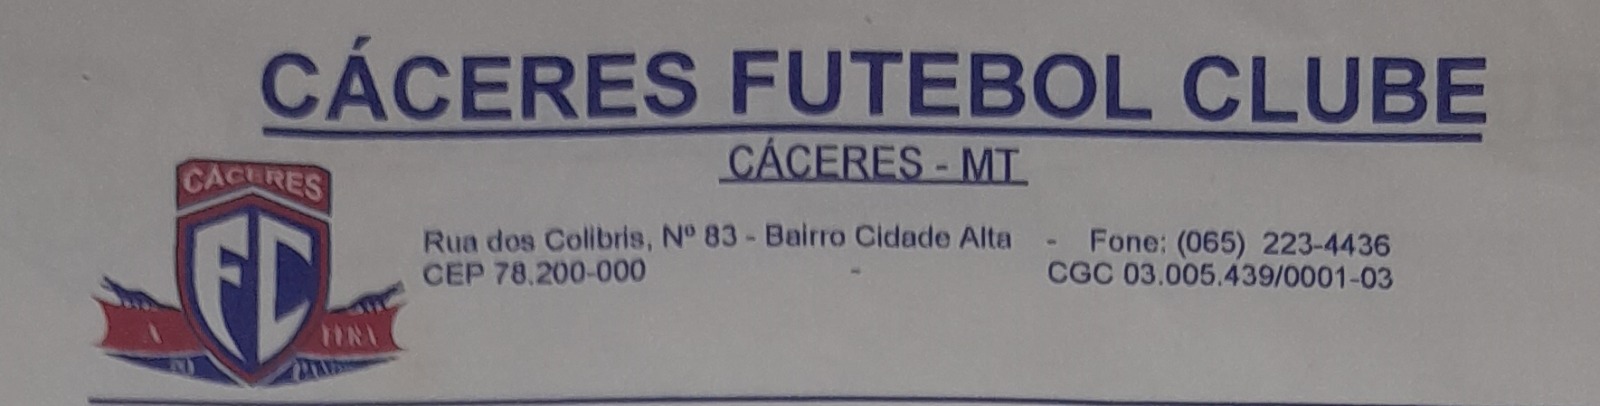 CÁCERES FUTEBOL CLUBE
CÁCERES - MT
CÁCERES
FC
A FERA
Rua dos Colibris, Nº 83 - Bairro Cidade Alta - Fone: (065) 223-4436
CEP 78.200-000 - CGC 03.005.439/0001-03